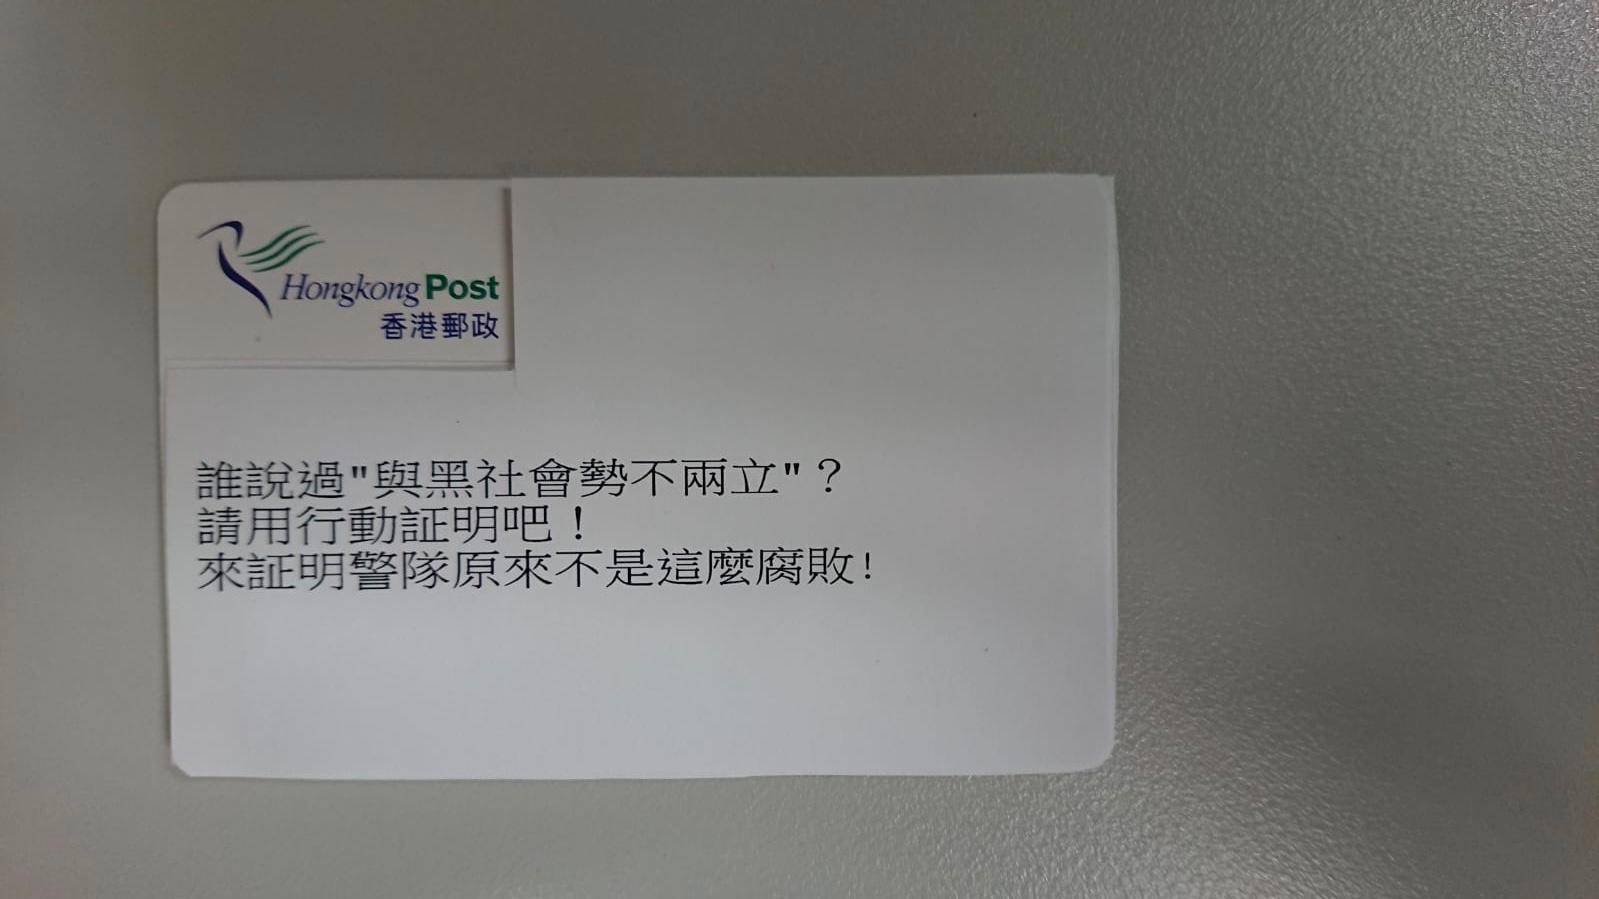 Hongkong Post
香港郵政
誰說過"與黑社會勢不兩立"？
請用行動証明吧！
來証明警隊原來不是這麼腐敗!